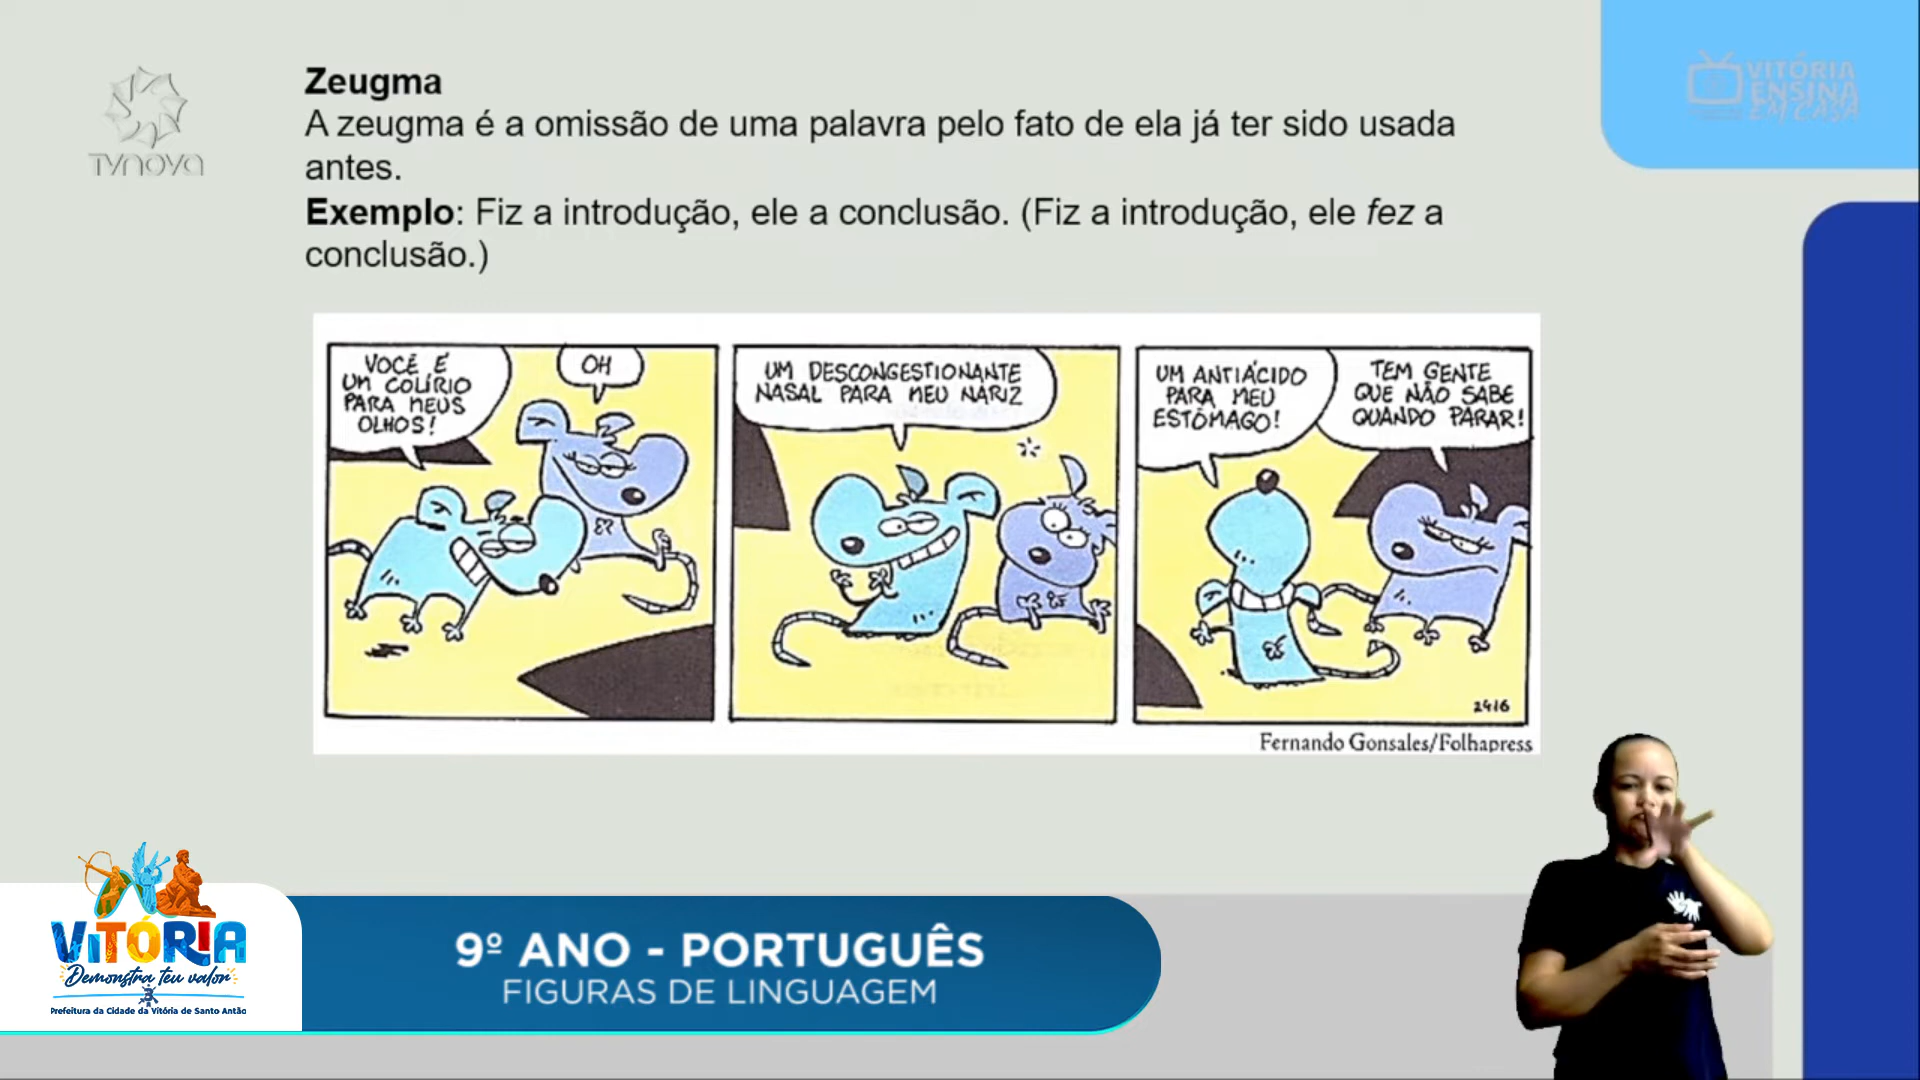 Zeugma
A zeugma é a omissão de uma palavra pelo fato de ela já ter sido usada
antes.
Exemplo: Fiz a introdução, ele a conclusão. (Fiz a introdução, ele fez a
conclusão.)
TVNOVA
VITÓRIA
ENSINA
EM CASA
VOCÊ É
UM COLÍRIO
PARA MEUS
OLHOS!
OH
UM DESCONGESTIONANTE
NASAL PARA MEU NARIZ
UM ANTIÁCIDO
PARA MEU
ESTÔMAGO!
TEM GENTE
QUE NÃO SABE
QUANDO PARAR!
2416
Fernando Gonsales/Folhapress
VITÓRIA
Demonstra teu valor
Prefeitura da Cidade da Vitória de Santo Antão
9º ANO - PORTUGUÊS
FIGURAS DE LINGUAGEM